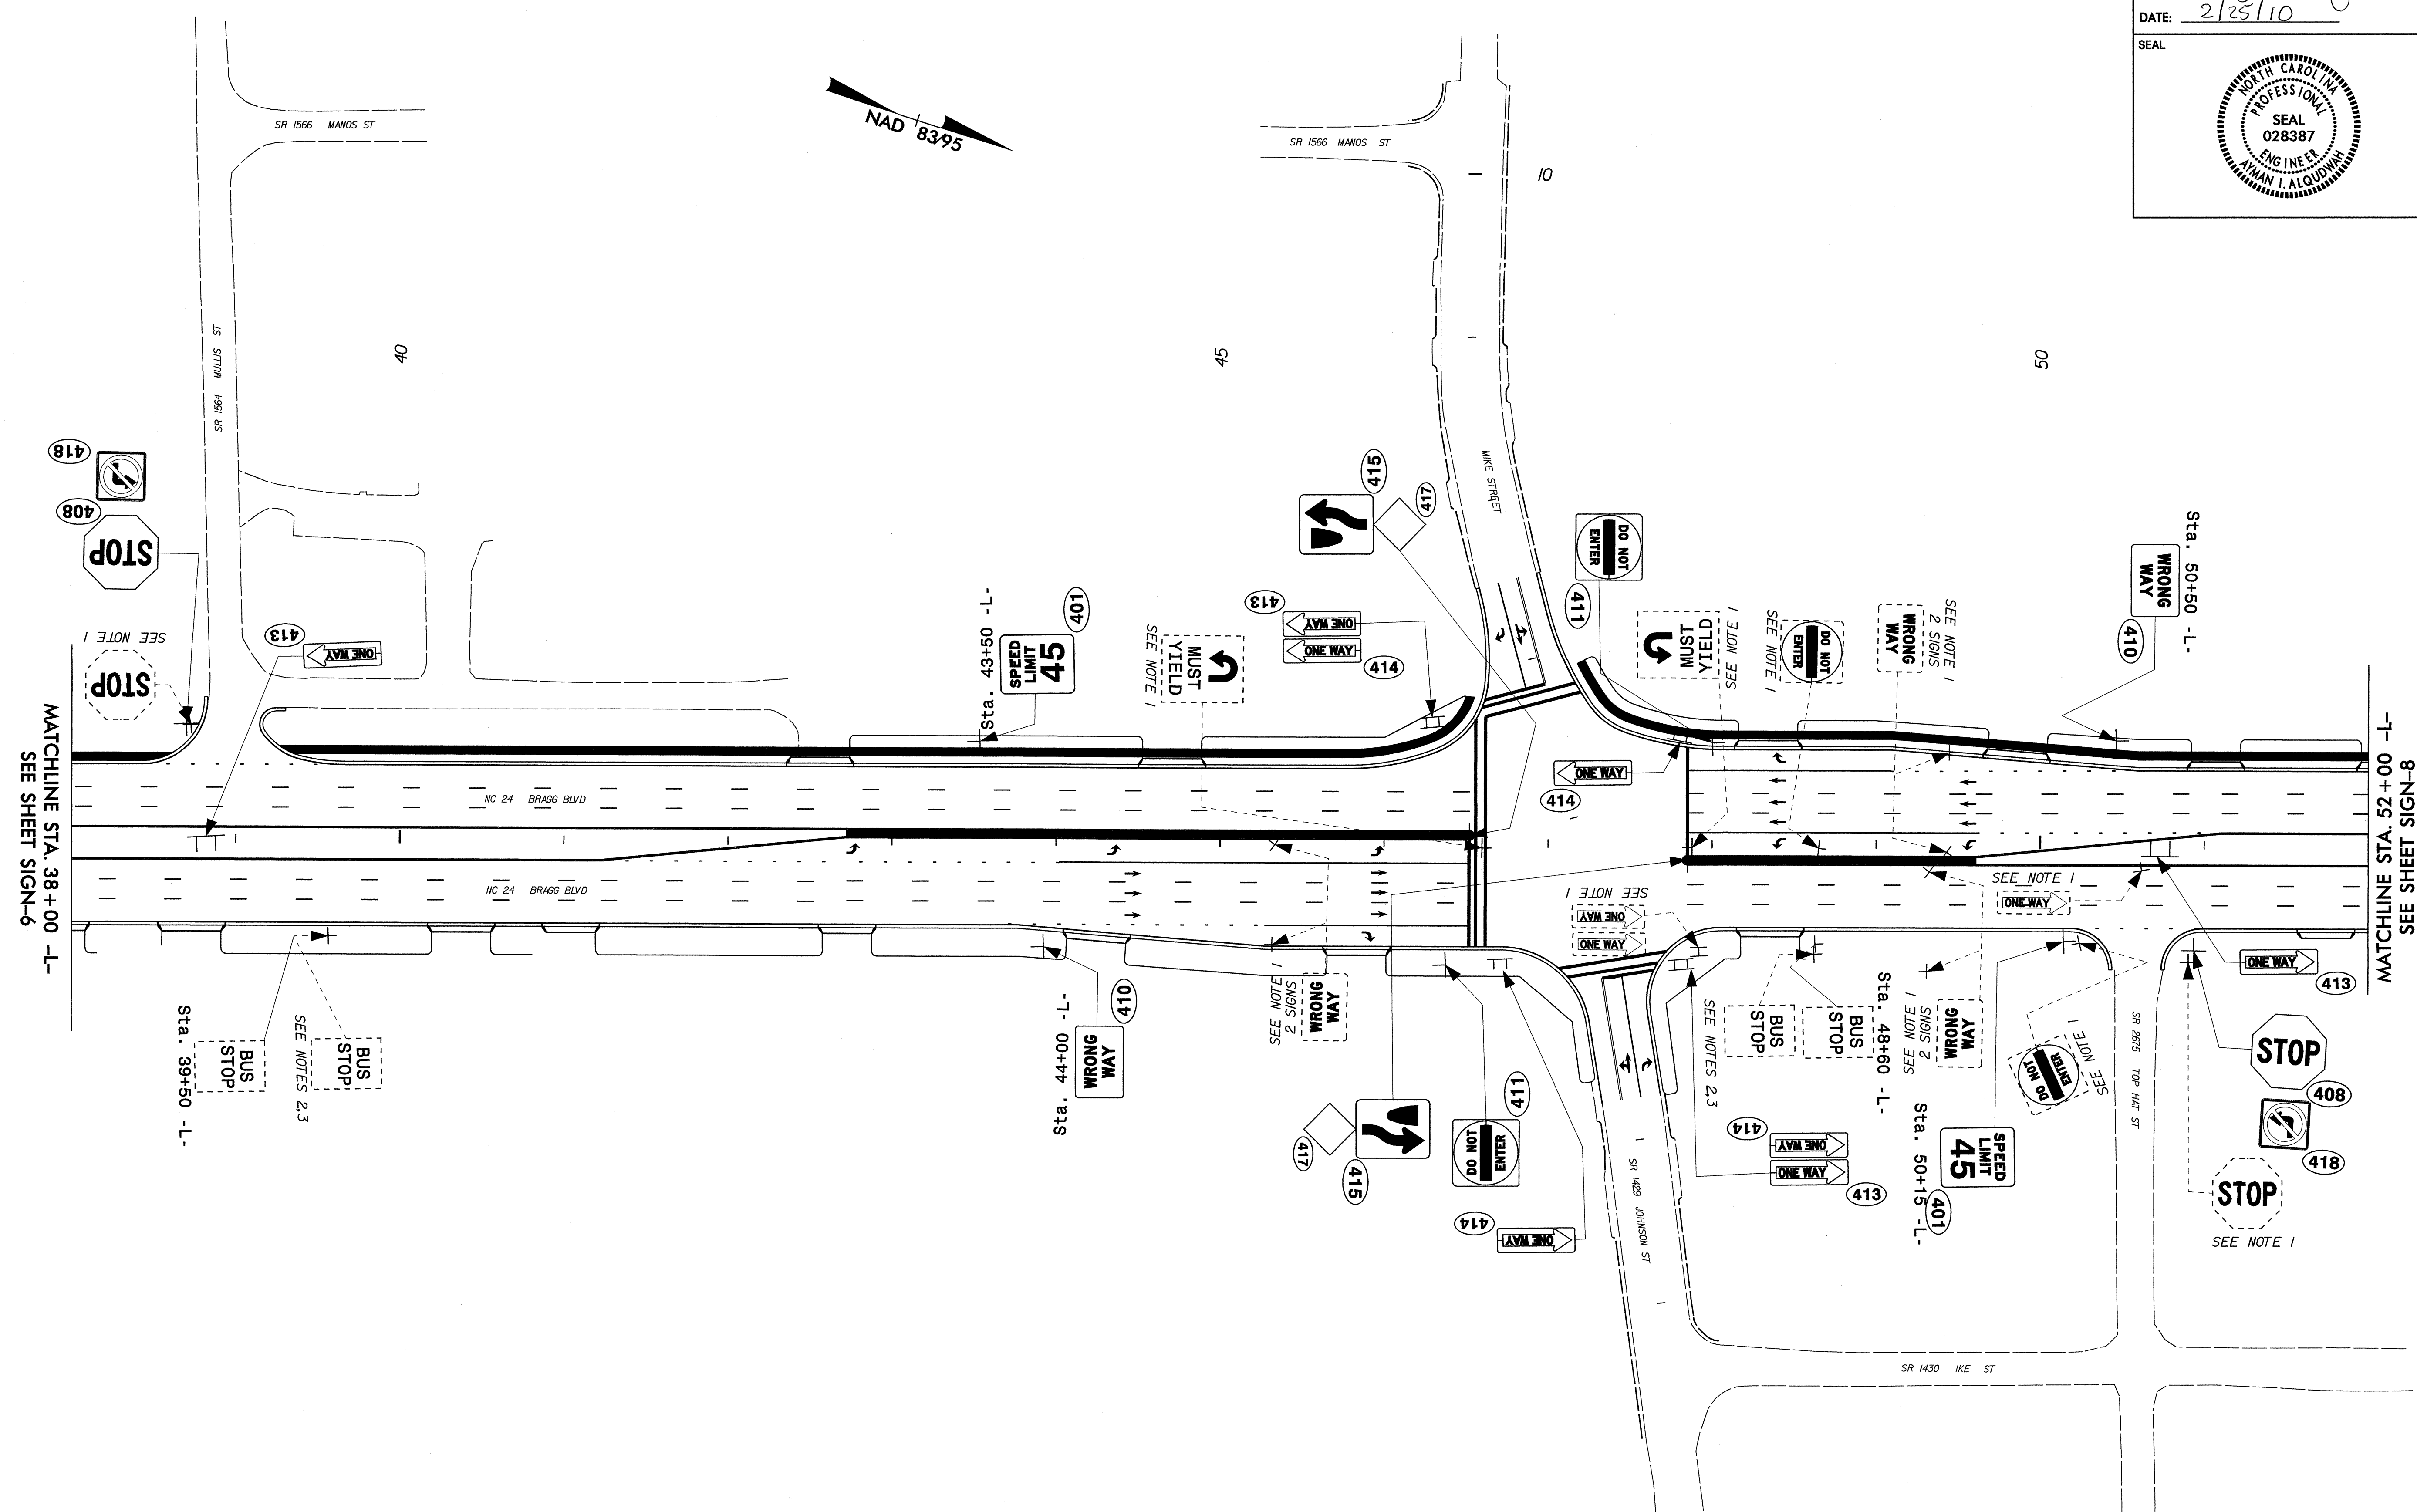 DATE: 2/25/10
SEAL
NORTH CAROLINA
PROFESSIONAL
SEAL
028387
ENGINEER
AYMAN I. ALQUDWAH
NAD 83/95
SR 1566 MANOS ST
SR 1566 MANOS ST
10
SR 1564 MULLIS ST
40
45
50
MIKE STREET
418
408
STOP
SEE NOTE 1
STOP
413
ONE WAY
Sta. 43+50 -L-
401
SPEED
LIMIT
45
SEE NOTE 1
MUST
YIELD
413
ONE WAY
ONE WAY
414
415
417
DO NOT
ENTER
411
MUST
YIELD
SEE NOTE 1
SEE NOTE 1
DO NOT
ENTER
WRONG
WAY
SEE NOTE 1
2 SIGNS
Sta. 50+50 -L-
WRONG
WAY
410
ONE WAY
414
MATCHLINE STA. 38+00 -L-
SEE SHEET SIGN-6
MATCHLINE STA. 52+00 -L-
SEE SHEET SIGN-8
NC 24 BRAGG BLVD
NC 24 BRAGG BLVD
SEE NOTE 1
ONE WAY
ONE WAY
SEE NOTE 1
ONE WAY
ONE WAY
413
Sta. 39+50 -L-
BUS
STOP
SEE NOTES 2,3
BUS
STOP
Sta. 44+00 -L-
410
WRONG
WAY
SEE NOTE 1
2 SIGNS
WRONG
WAY
417
415
DO NOT
ENTER
411
414
ONE WAY
SR 1429 JOHNSON ST
SEE NOTES 2,3
BUS
STOP
BUS
STOP
Sta. 48+60 -L-
414
ONE WAY
ONE WAY
413
SEE NOTE 1
2 SIGNS
WRONG
WAY
Sta. 50+15 -L-
401
SPEED
LIMIT
45
DO NOT
ENTER
SEE NOTE 1
SR 2675 TOP HAT ST
STOP
408
418
STOP
SEE NOTE 1
SR 1430 IKE ST